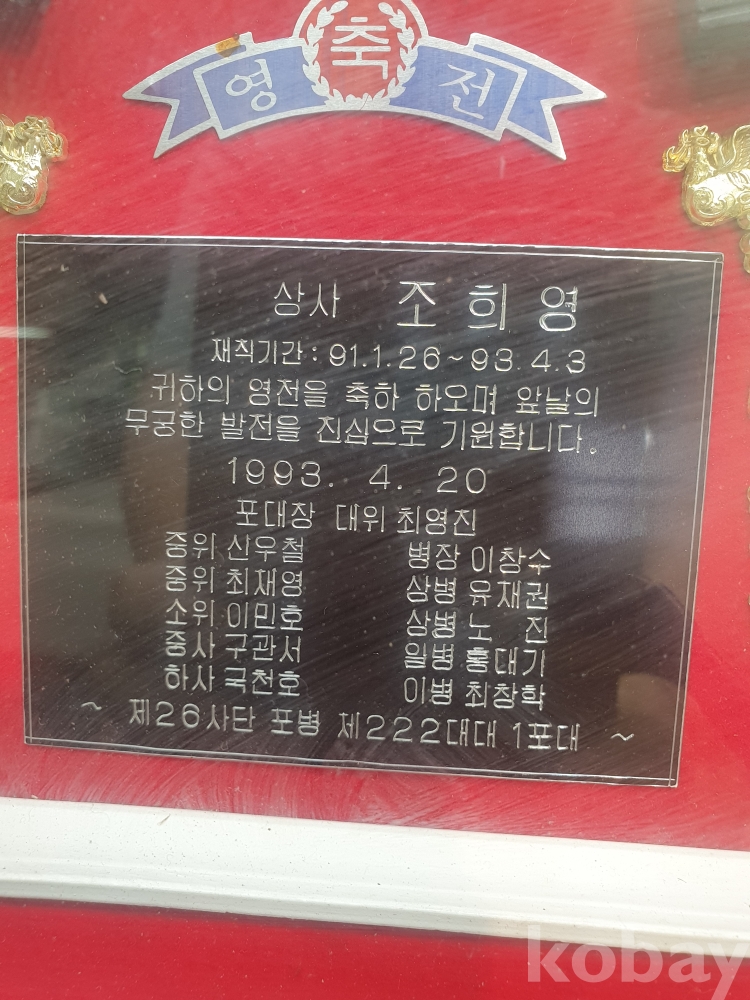 축
영 전
상사 조희영
재직기간 : 91.1.26~93.4.3
귀하의 영전을 축하 하오며 앞날의
무궁한 발전을 진심으로 기원합니다.
1993. 4. 20
포대장 대위 최영진
중위 신우철 병장 이창수
중위 최재영 상병 유재권
소위 이민호 상병 노 진
중사 구관서 일병 홍대기
하사 국천호 이병 최창학
~ 제26사단 포병 제222대대 1포대 ~
kobay